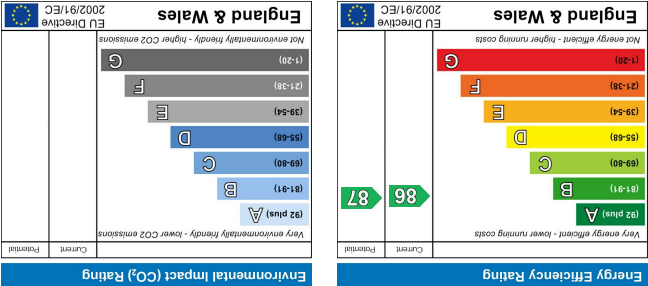 Energy Efficiency Rating
Current Potential
Very energy efficient - lower running costs
(92 plus) A
(81-91) B
86 87
(69-80) C
(55-68) D
(39-54) E
(21-38) F
(1-20) G
Not energy efficient - higher running costs
England & Wales
EU Directive
2002/91/EC
Environmental Impact (CO₂) Rating
Current Potential
Very environmentally friendly - lower CO2 emissions
(92 plus) A
(81-91) B
(69-80) C
(55-68) D
(39-54) E
(21-38) F
(1-20) G
Not environmentally friendly - higher CO2 emissions
England & Wales
EU Directive
2002/91/EC